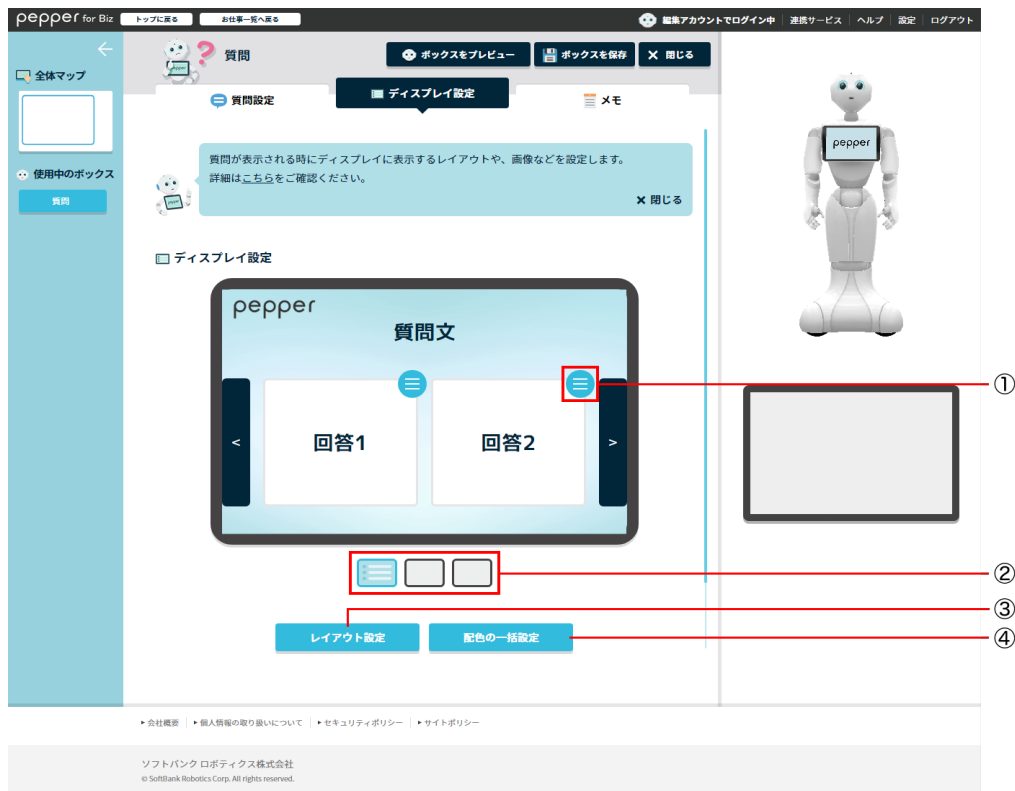 pepper for Biz トップに戻る お仕事一覧へ戻る 編集アカウントでログイン中 連携サービス ヘルプ 設定 ログアウト
全体マップ
使用中のボックス
質問
質問 ボックスをプレビュー ボックスを保存 閉じる
質問設定 ディスプレイ設定 メモ
質問が表示される時にディスプレイに表示するレイアウトや、画像などを設定します。
詳細はこちらをご確認ください。
閉じる
ディスプレイ設定
pepper
質問文
< 回答1 回答2 >
レイアウト設定 配色の一括設定
pepper
①
②
③
④
会社概要 個人情報の取り扱いについて セキュリティポリシー サイトポリシー
ソフトバンク ロボティクス株式会社
© SoftBank Robotics Corp. All rights reserved.